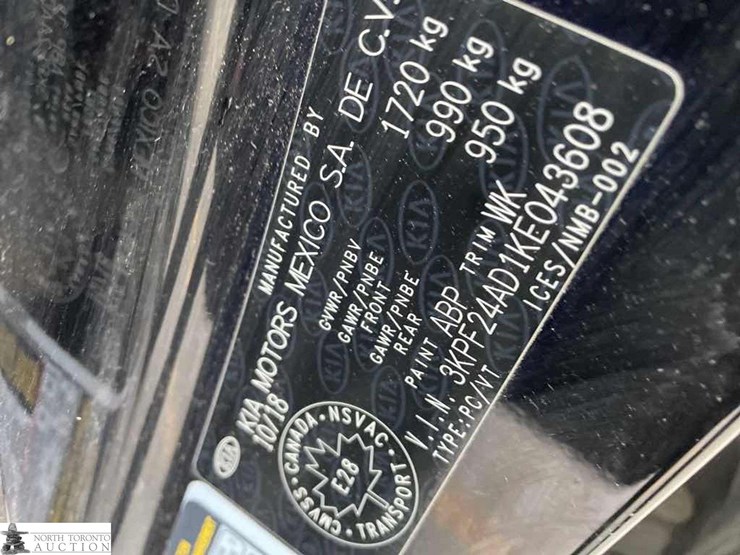 MANUFACTURED BY
KIA MOTORS MEXICO S.A. DE C.V.
10/18
GVWR/PNBV 1720 kg
GAWR/PNBE FRONT 990 kg
GAWR/PNBE REAR 950 kg
PAINT ABP TRIM WK
V.I.N. 3KPF24AD1KE043608
TYPE:PC/VT ICES/NMB-002
KIA
CANADA • NSVAC • TRANSPORT • CMVSS •
E28
NORTH TORONTO
AUCTION